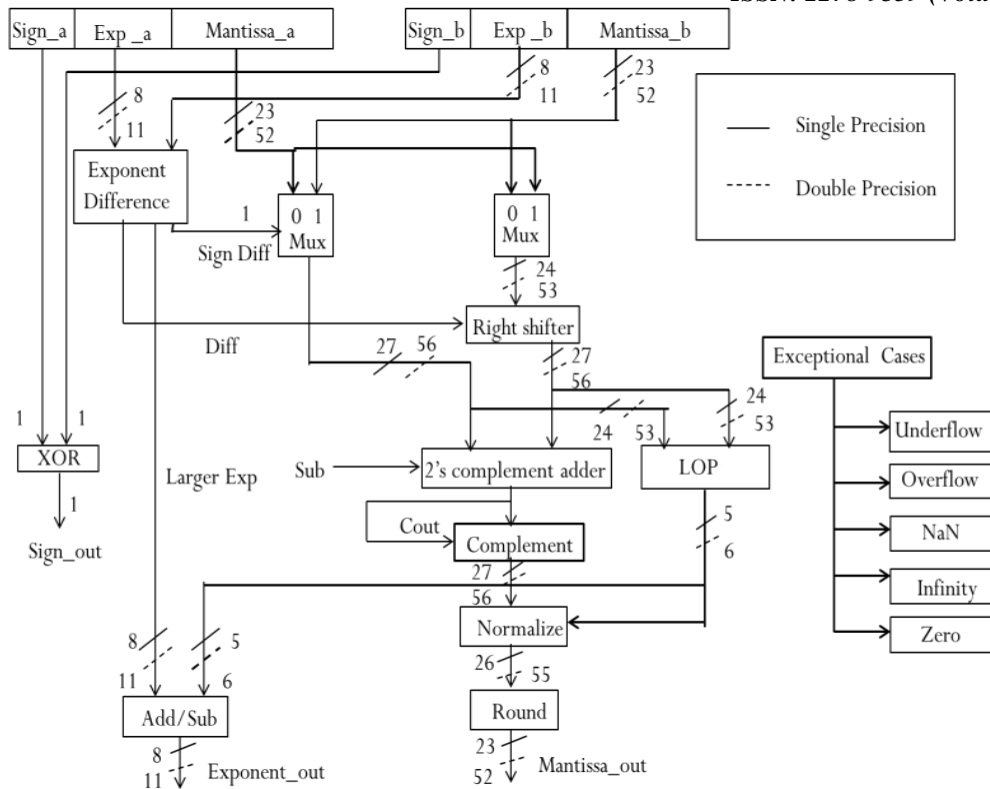 Sign_a Exp _a Mantissa_a Sign_b Exp _b Mantissa_b
8 23 8 23
11 52 11 52
Single Precision
Double Precision
Exponent
Difference
1
Sign Diff
0 1
Mux
0 1
Mux
24
53
Right shifter
Diff
27 56
27
56
24
53
24 53
1 1
XOR
1
Sign_out
Larger Exp
Sub
2's complement adder
LOP
Cout
Complement
5
6
27
56
Normalize
8 5
11 6
26
55
Add/Sub
Round
8
11
Exponent_out
23
52
Mantissa_out
Exceptional Cases
Underflow
Overflow
NaN
Infinity
Zero